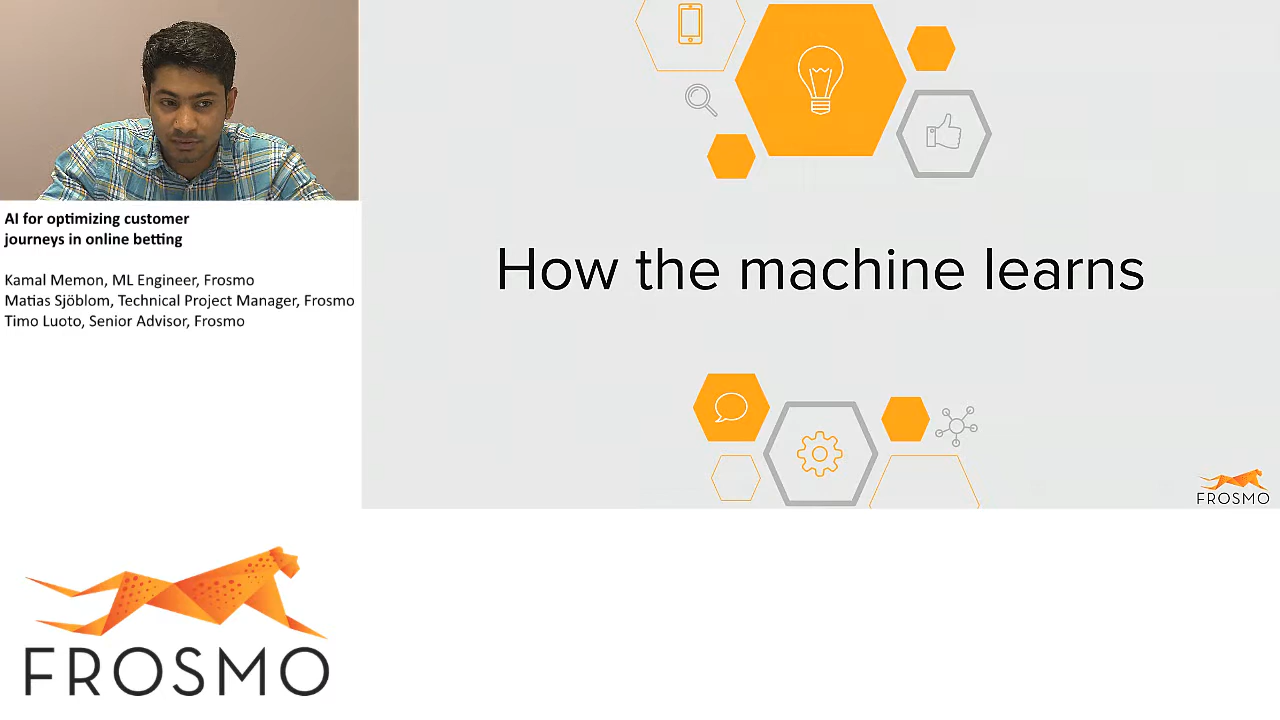 AI for optimizing customer
journeys in online betting
Kamal Memon, ML Engineer, Frosmo
Matias Sjöblom, Technical Project Manager, Frosmo
Timo Luoto, Senior Advisor, Frosmo
How the machine learns
FROSMO
FROSMO